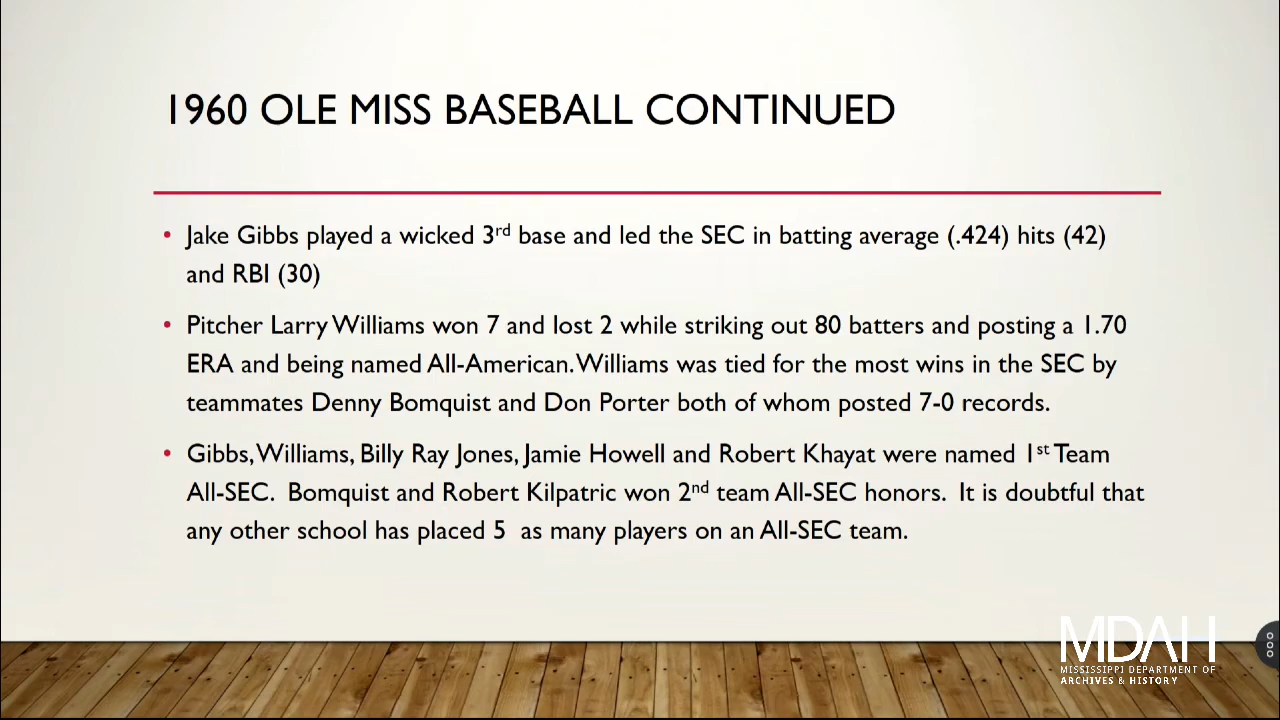 1960 OLE MISS BASEBALL CONTINUED
• Jake Gibbs played a wicked 3rd base and led the SEC in batting average (.424) hits (42)
and RBI (30)
• Pitcher Larry Williams won 7 and lost 2 while striking out 80 batters and posting a 1.70
ERA and being named All-American. Williams was tied for the most wins in the SEC by
teammates Denny Bomquist and Don Porter both of whom posted 7-0 records.
• Gibbs, Williams, Billy Ray Jones, Jamie Howell and Robert Khayat were named 1st Team
All-SEC.  Bomquist and Robert Kilpatric won 2nd team All-SEC honors.  It is doubtful that
any other school has placed 5  as many players on an All-SEC team.
MDAH
MISSISSIPPI DEPARTMENT OF
ARCHIVES & HISTORY